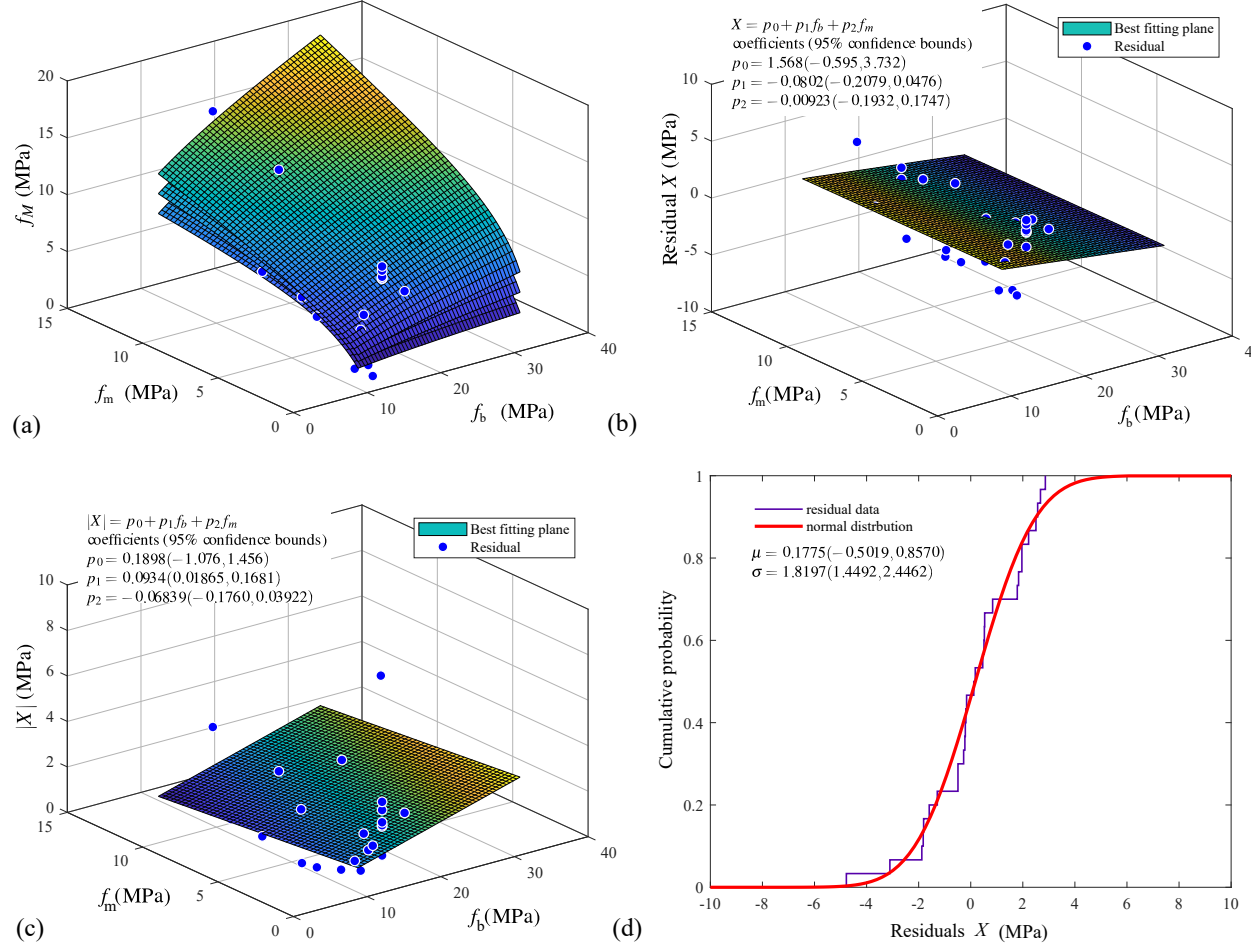 20
15
10
5
0
f_M (MPa)
15
10
5
0
f_m (MPa)
0
10
20
30
40
f_b (MPa)
(a)
X = p_0 + p_1 f_b + p_2 f_m
coefficients (95% confidence bounds)
p_0 = 1.568(−0.595, 3.732)
p_1 = −0.0802(−0.2079, 0.0476)
p_2 = −0.00923(−0.1932, 0.1747)
Best fitting plane
Residual
10
5
0
-5
-10
Residual X (MPa)
15
10
5
0
f_m(MPa)
0
10
20
30
4
f_b(MPa)
(b)
|X| = p_0 + p_1 f_b + p_2 f_m
coefficients (95% confidence bounds)
p_0 = 0.1898(−1.076, 1.456)
p_1 = 0.0934(0.01865, 0.1681)
p_2 = −0.06839(−0.1760, 0.03922)
Best fitting plane
Residual
10
8
6
4
2
0
|X| (MPa)
15
10
5
0
f_m(MPa)
0
10
20
30
40
f_b(MPa)
(c)
residual data
normal distrbution
μ = 0.1775(−0.5019, 0.8570)
σ = 1.8197(1.4492, 2.4462)
1
0.8
0.6
0.4
0.2
0
Cumulative probability
-10 -8 -6 -4 -2 0 2 4 6 8 10
Residuals X (MPa)
(d)